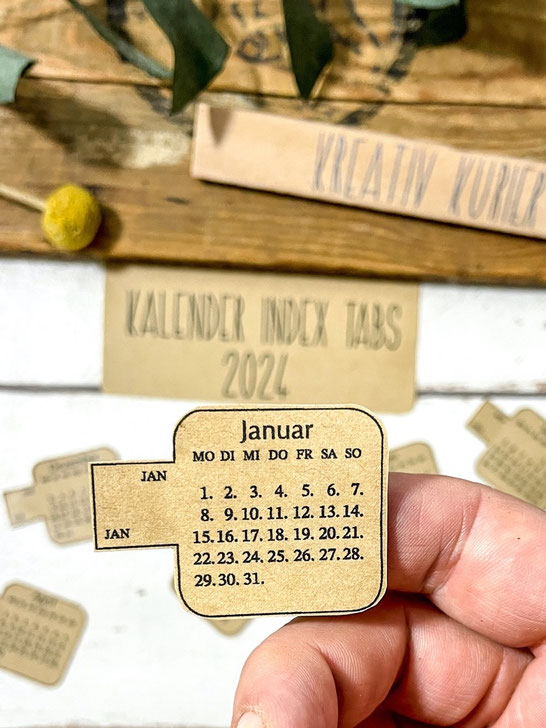 KREATIV KURIER
KALENDER INDEX TABS
2024
Januar
MO DI MI DO FR SA SO
JAN
1. 2. 3. 4. 5. 6. 7.
8. 9. 10. 11. 12. 13. 14.
JAN
15. 16. 17. 18. 19. 20. 21.
22. 23. 24. 25. 26. 27. 28.
29. 30. 31.